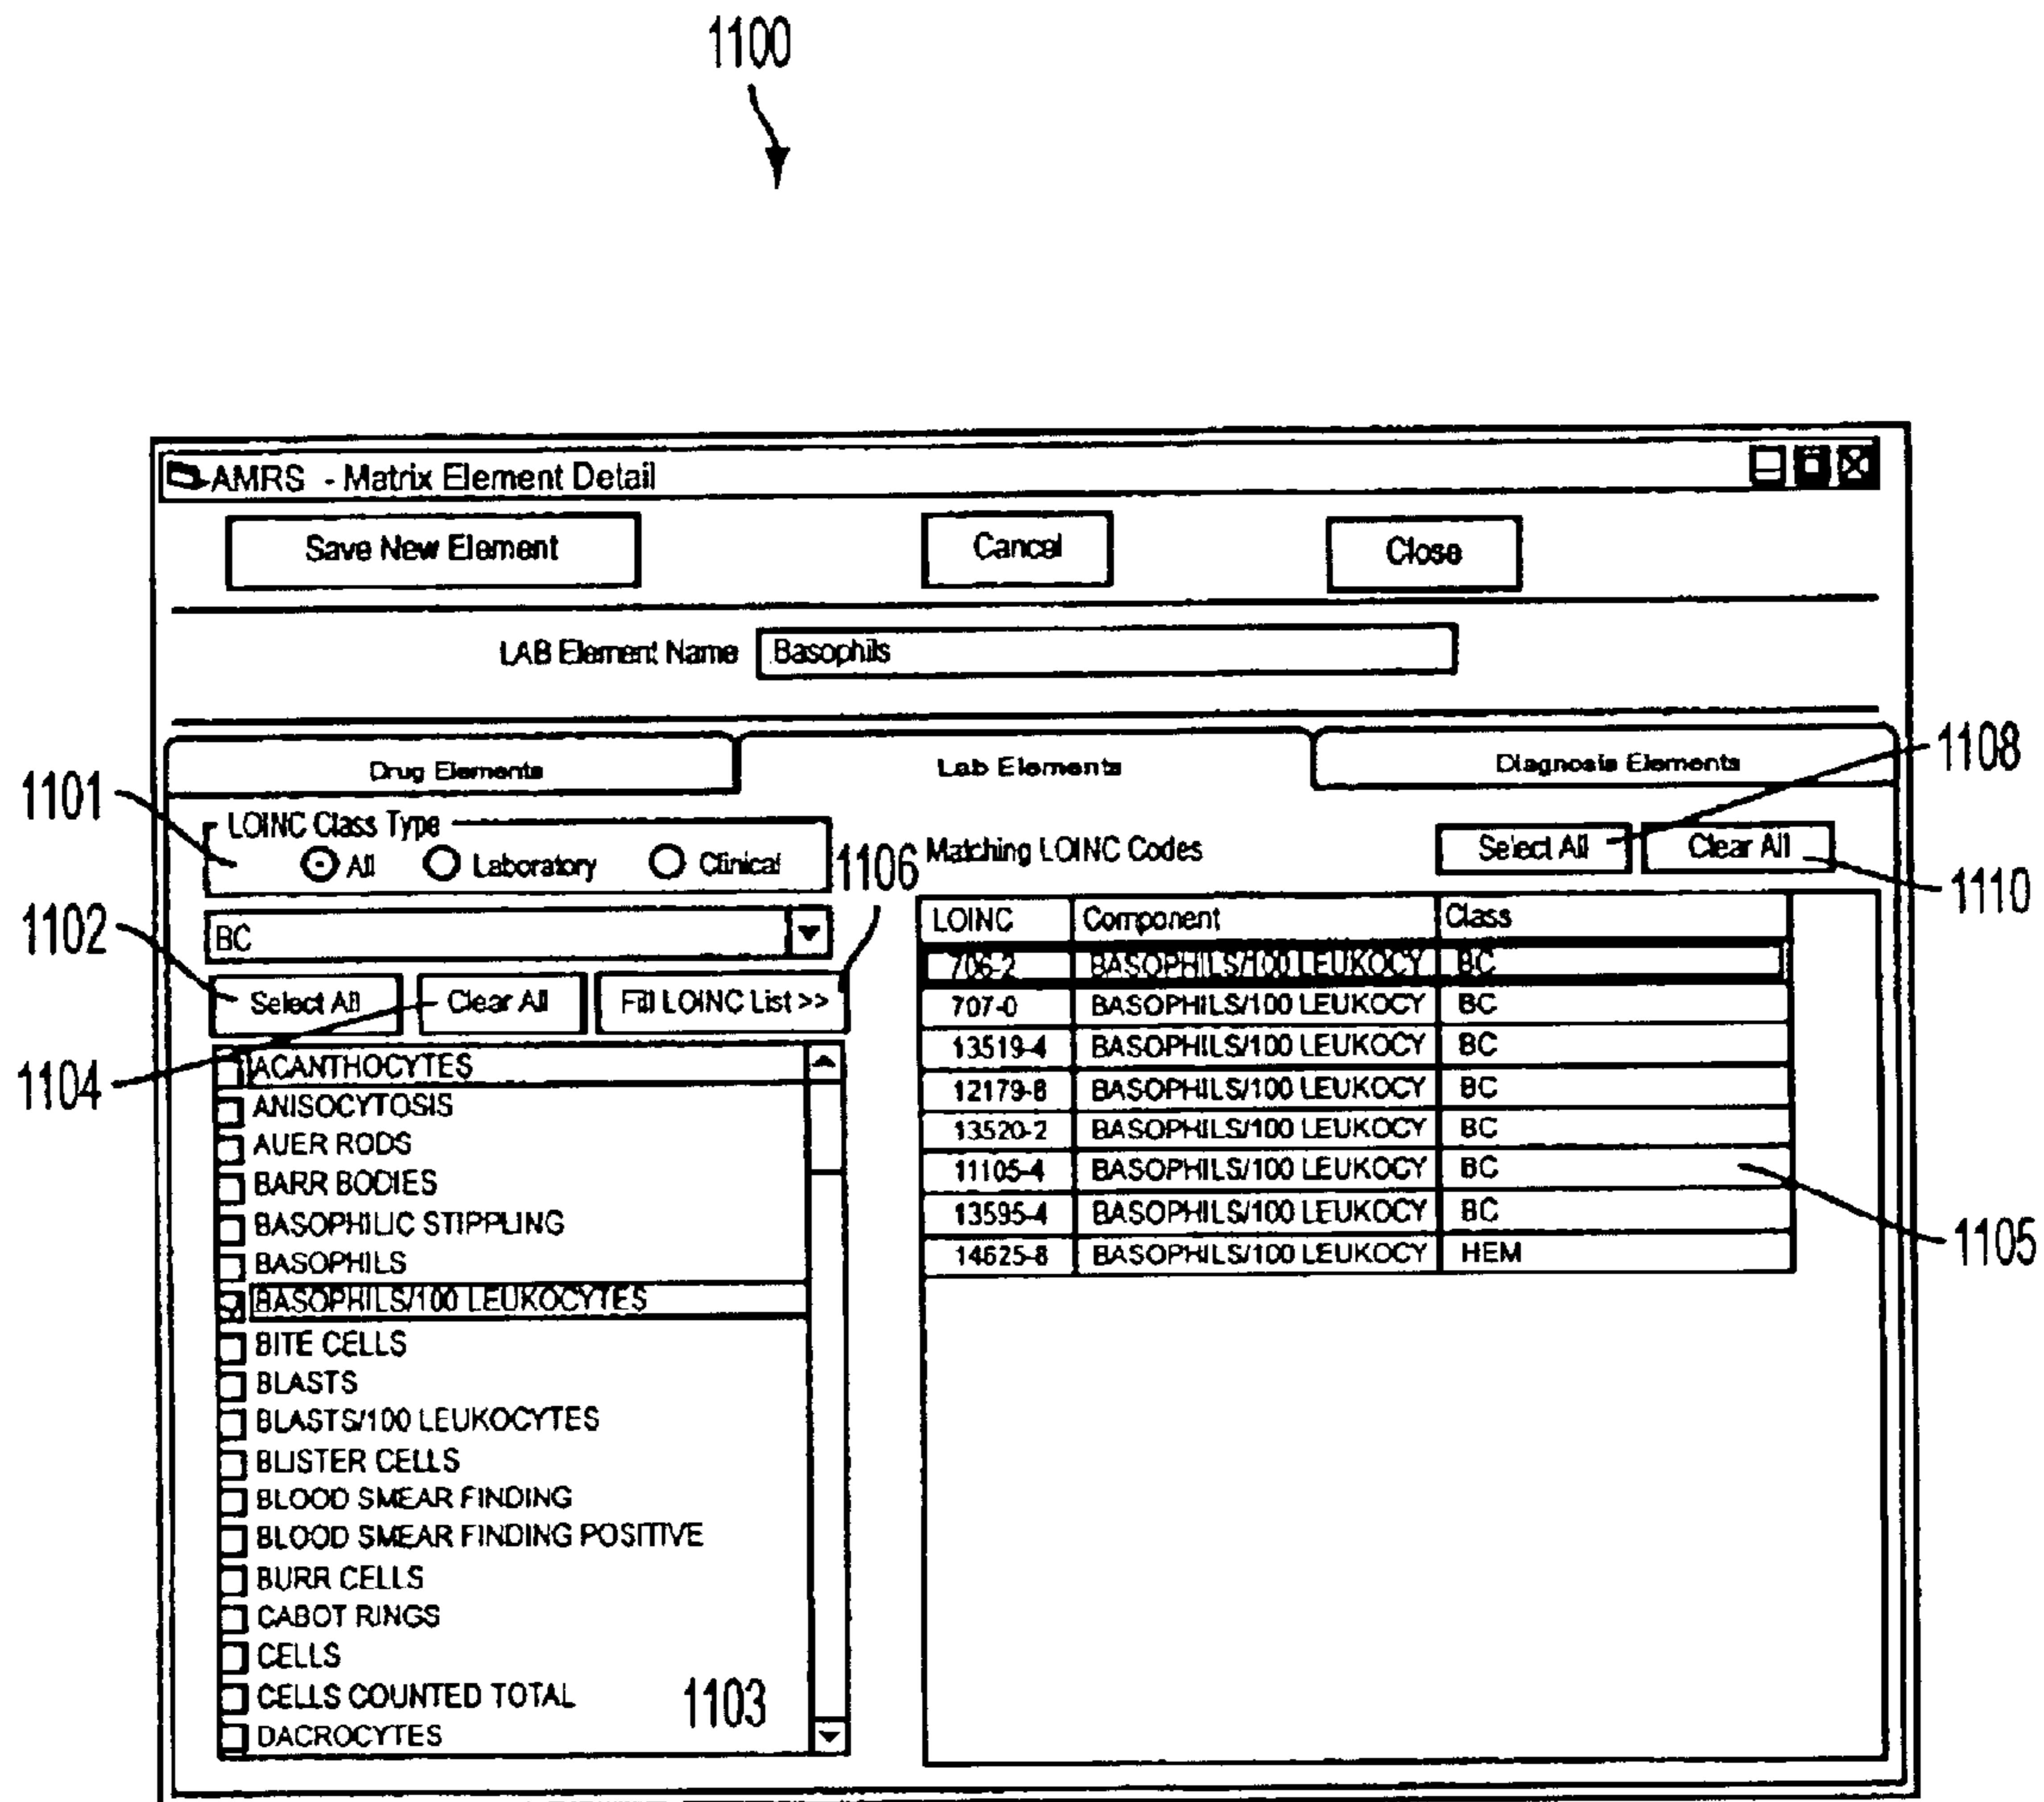 1100
AMRS - Matrix Element Detail
Save New Element Cancel Close
LAB Element Name Basophils
Drug Elements Lab Elements Diagnosis Elements
1108
1101
LOINC Class Type
All Laboratory Clinical
1106
Matching LOINC Codes Select All Clear All
1110
1102
BC
Select All Clear All Fill LOINC List >>
1104
ACANTHOCYTES
ANISOCYTOSIS
AUER RODS
BARR BODIES
BASOPHILIC STIPPLING
BASOPHILS
BASOPHILS/100 LEUKOCYTES
BITE CELLS
BLASTS
BLASTS/100 LEUKOCYTES
BLISTER CELLS
BLOOD SMEAR FINDING
BLOOD SMEAR FINDING POSITIVE
BURR CELLS
CABOT RINGS
CELLS
CELLS COUNTED TOTAL
DACROCYTES
1103
LOINC Component Class
706-2 BASOPHILS/100 LEUKOCY BC
707-0 BASOPHILS/100 LEUKOCY BC
13519-4 BASOPHILS/100 LEUKOCY BC
12179-8 BASOPHILS/100 LEUKOCY BC
13520-2 BASOPHILS/100 LEUKOCY BC
11105-4 BASOPHILS/100 LEUKOCY BC
13595-4 BASOPHILS/100 LEUKOCY BC
14625-8 BASOPHILS/100 LEUKOCY HEM
1105